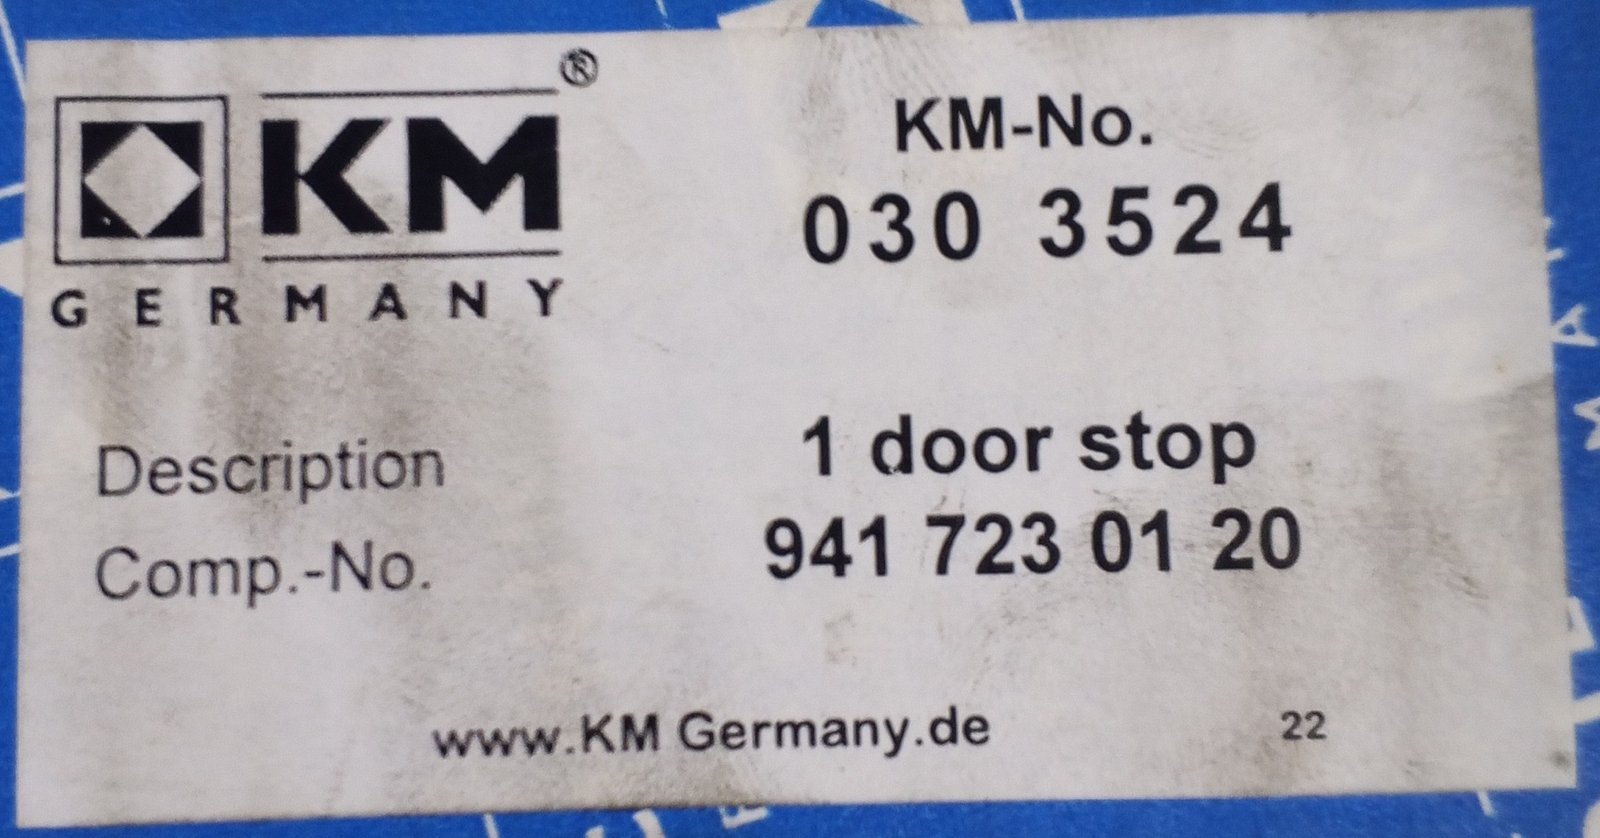 KM®
GERMANY
KM-No.
030 3524
Description
1 door stop
Comp.-No.
941 723 01 20
www.KM Germany.de
22